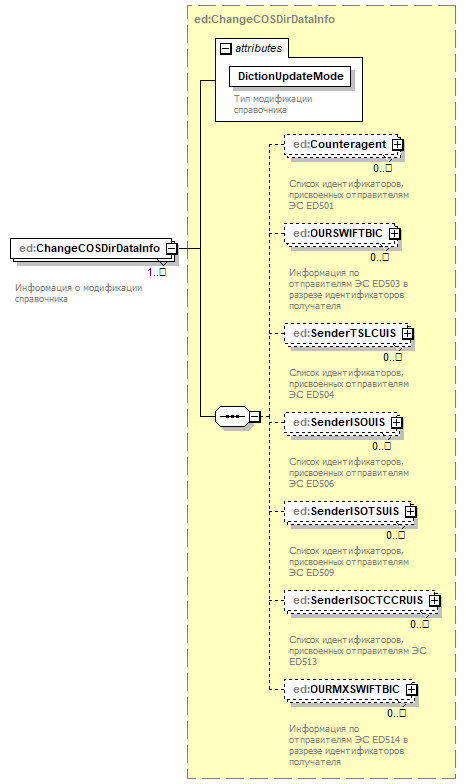 ed:ChangeCOSDirDataInfo
attributes
DictionUpdateMode
Тип модификации
справочника
ed:Counteragent
0..□
Список идентификаторов,
присвоенных отправителям
ЭС ED501
ed:OURSWIFTBIC
0..□
Информация по
отправителям ЭС ED503 в
разрезе идентификаторов
получателя
ed:ChangeCOSDirDataInfo
1..□
Информация о модификации
справочника
ed:SenderTSLCUIS
0..□
Список идентификаторов,
присвоенных отправителям
ЭС ED504
ed:SenderISOUIS
0..□
Список идентификаторов,
присвоенных отправителям
ЭС ED506
ed:SenderISOTSUIS
0..□
Список идентификаторов,
присвоенных отправителям
ЭС ED509
ed:SenderISOCTCCRUIS
0..□
Список идентификаторов,
присвоенных отправителям ЭС
ED513
ed:OURMXSWIFTBIC
0..□
Информация по
отправителям ЭС ED514 в
разрезе идентификаторов
получателя